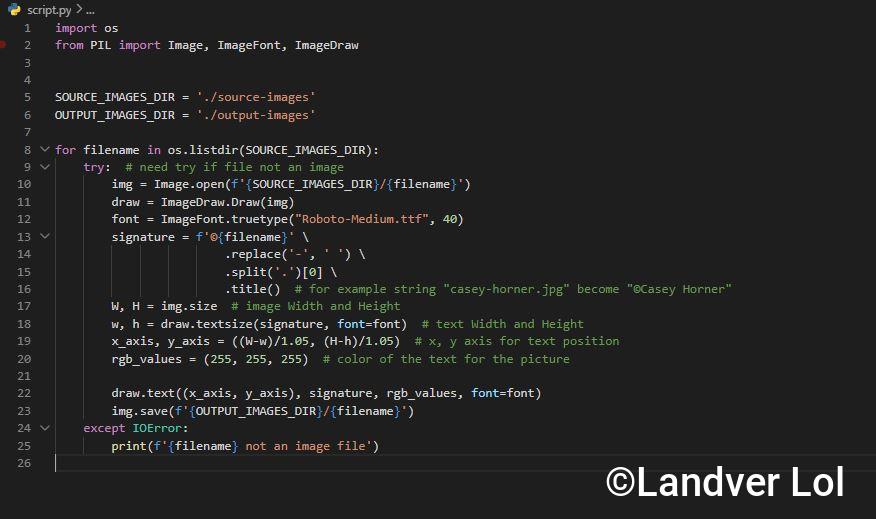 script.py > ...
1 import os
2 from PIL import Image, ImageFont, ImageDraw
3
4
5 SOURCE_IMAGES_DIR = './source-images'
6 OUTPUT_IMAGES_DIR = './output-images'
7
8 for filename in os.listdir(SOURCE_IMAGES_DIR):
9     try:  # need try if file not an image
10         img = Image.open(f'{SOURCE_IMAGES_DIR}/{filename}')
11         draw = ImageDraw.Draw(img)
12         font = ImageFont.truetype("Roboto-Medium.ttf", 40)
13         signature = f'©{filename}' \
14                         .replace('-', ' ') \
15                         .split('.')[0] \
16                         .title()  # for example string "casey-horner.jpg" become "©Casey Horner"
17         W, H = img.size  # image Width and Height
18         w, h = draw.textsize(signature, font=font)  # text Width and Height
19         x_axis, y_axis = ((W-w)/1.05, (H-h)/1.05)  # x, y axis for text position
20         rgb_values = (255, 255, 255)  # color of the text for the picture
21
22         draw.text((x_axis, y_axis), signature, rgb_values, font=font)
23         img.save(f'{OUTPUT_IMAGES_DIR}/{filename}')
24     except IOError:
25         print(f'{filename} not an image file')
26
©Landver Lol